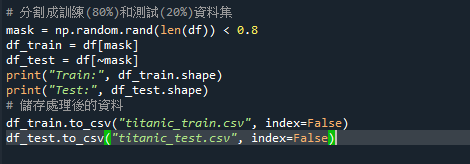 # 分割成訓練(80%)和測試(20%)資料集
mask = np.random.rand(len(df)) < 0.8
df_train = df[mask]
df_test = df[~mask]
print("Train:", df_train.shape)
print("Test:", df_test.shape)
# 儲存處理後的資料
df_train.to_csv("titanic_train.csv", index=False)
df_test.to_csv("titanic_test.csv", index=False)